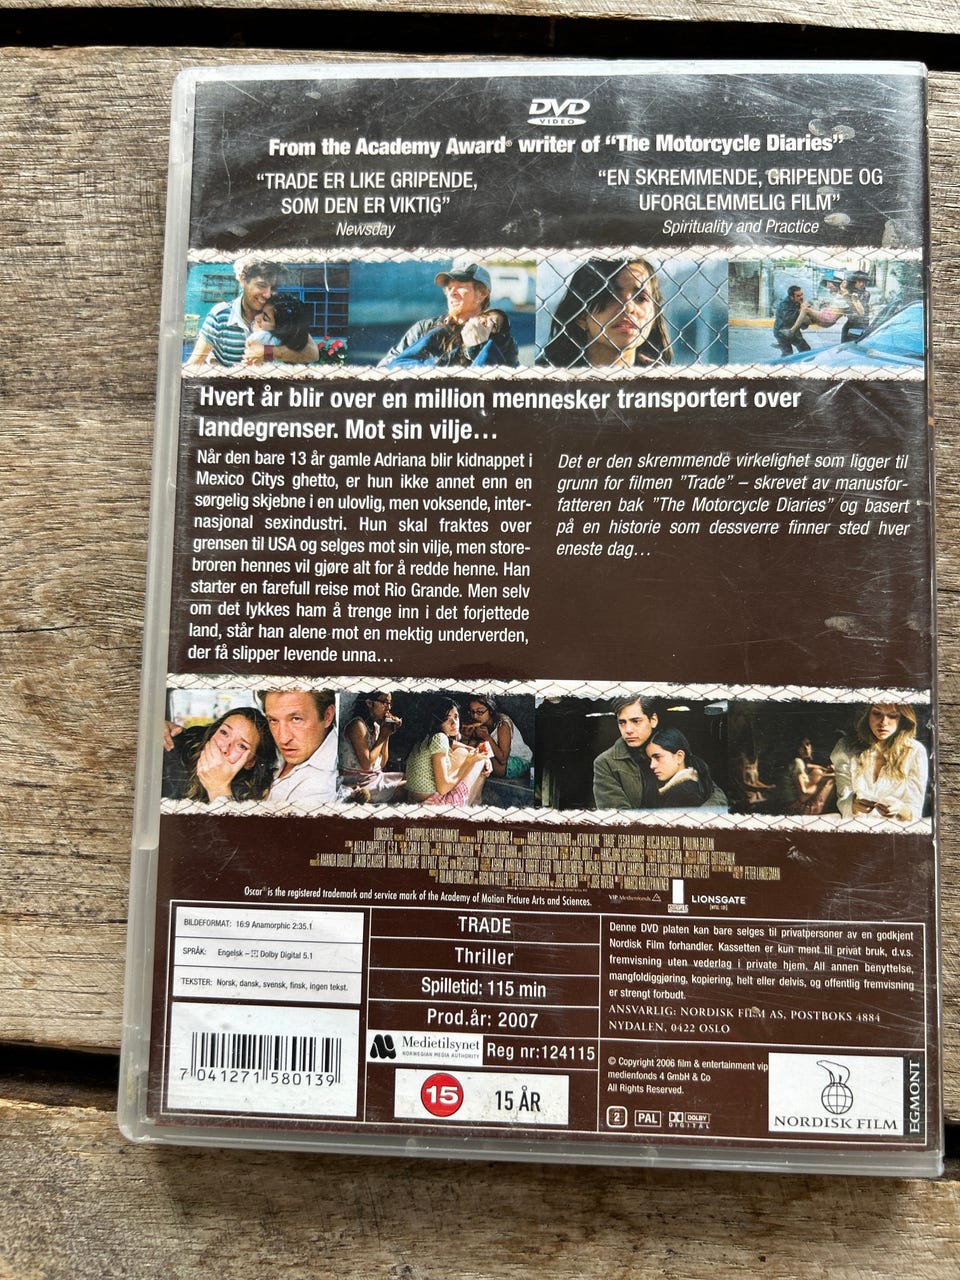 DVD
VIDEO
From the Academy Award® writer of "The Motorcycle Diaries"
"TRADE ER LIKE GRIPENDE,
SOM DEN ER VIKTIG"
Newsday
"EN SKREMMENDE, GRIPENDE OG
UFORGLEMMELIG FILM"
Spirituality and Practice
Hvert år blir over en million mennesker transportert over
landegrenser. Mot sin vilje...
Når den bare 13 år gamle Adriana blir kidnappet i
Mexico Citys ghetto, er hun ikke annet enn en
sørgelig skjebne i en ulovlig, men voksende, inter-
nasjonal sexindustri. Hun skal fraktes over
grensen til USA og selges mot sin vilje, men store-
broren hennes vil gjøre alt for å redde henne. Han
starter en farefull reise mot Rio Grande. Men selv
om det lykkes ham å trenge inn i det forjettede
land, står han alene mot en mektig underverden,
der få slipper levende unna...
Det er den skremmende virkelighet som ligger til
grunn for filmen "Trade" – skrevet av manusfor-
fatteren bak "The Motorcycle Diaries" og basert
på en historie som dessverre finner sted hver
eneste dag...
Oscar® is the registered trademark and service mark of the Academy of Motion Picture Arts and Sciences.
VIP Medienfonds 4
LIONSGATE
BILDEFORMAT: 16:9 Anamorphic 2:35.1
SPRÅK: Engelsk – Dolby Digital 5.1
TEKSTER: Norsk, dansk, svensk, finsk, ingen tekst.
7 041271 580139
TRADE
Thriller
Spilletid: 115 min
Prod.år: 2007
Medietilsynet
NORWEGIAN MEDIA AUTHORITY
Reg nr:124115
15
15 ÅR
Denne DVD platen kan bare selges til privatpersoner av en godkjent
Nordisk Film forhandler. Kassetten er kun ment til privat bruk, d.v.s.
fremvisning uten vederlag i private hjem. All annen benyttelse,
mangfoldiggjøring, kopiering, helt eller delvis, og offentlig fremvisning
er strengt forbudt.
ANSVARLIG: NORDISK FILM AS, POSTBOKS 4884
NYDALEN, 0422 OSLO
© Copyright 2006 film & entertainment vip
medienfonds 4 GmbH & Co
All Rights Reserved.
2
PAL
DOLBY
DIGITAL
NORDISK FILM
EGMONT